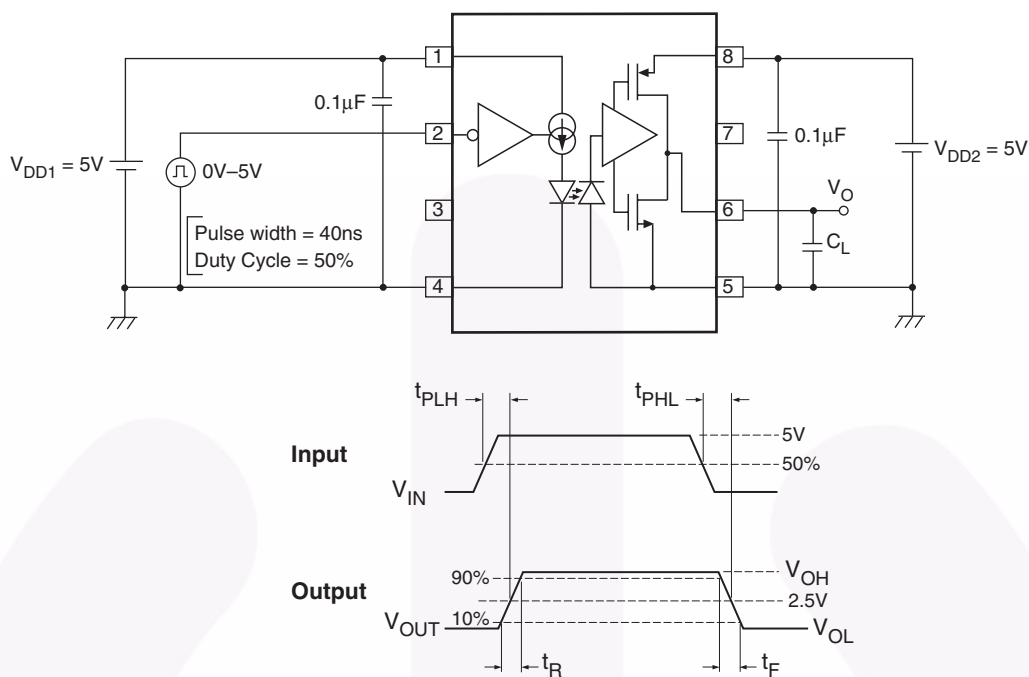 1
8
0.1μF
0.1μF
2
7
V_DD1 = 5V
0V–5V
V_DD2 = 5V
V_O
3
6
Pulse width = 40ns
Duty Cycle = 50%
C_L
4
5
t_PLH
t_PHL
5V
Input
50%
V_IN
90%
V_OH
Output
2.5V
V_OUT
10%
V_OL
t_R
t_F